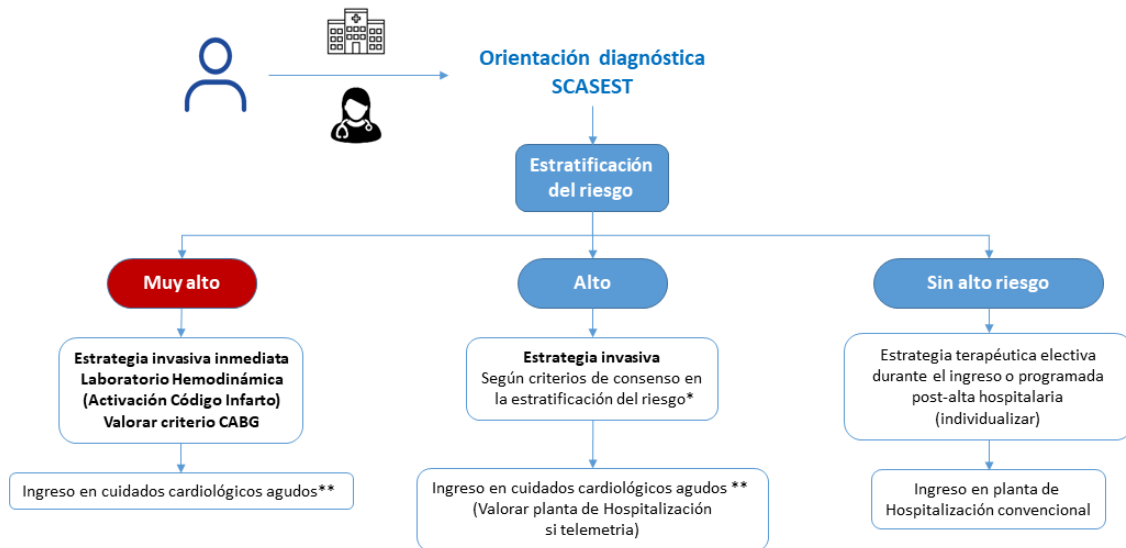 Orientación diagnóstica
SCASEST
Estratificación
del riesgo
Muy alto
Alto
Sin alto riesgo
Estrategia invasiva inmediata
Laboratorio Hemodinámica
(Activación Código Infarto)
Valorar criterio CABG
Estrategia invasiva
Según criterios de consenso en
la estratificación del riesgo*
Estrategia terapéutica electiva
durante el ingreso o programada
post-alta hospitalaria
(individualizar)
Ingreso en cuidados cardiológicos agudos**
Ingreso en cuidados cardiológicos agudos **
(Valorar planta de Hospitalización
si telemetria)
Ingreso en planta de
Hospitalización convencional